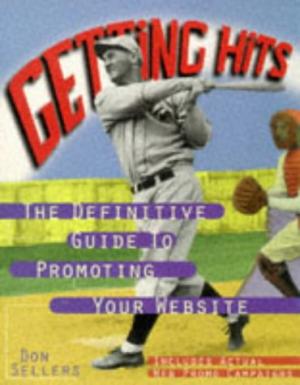 GETTING HITS
THE DEFINITIVE
GUIDE TO
PROMOTING
YOUR WEBSITE
DON
SELLERS
INCLUDES ACTUAL
WEB PROMO CAMPAIGNS